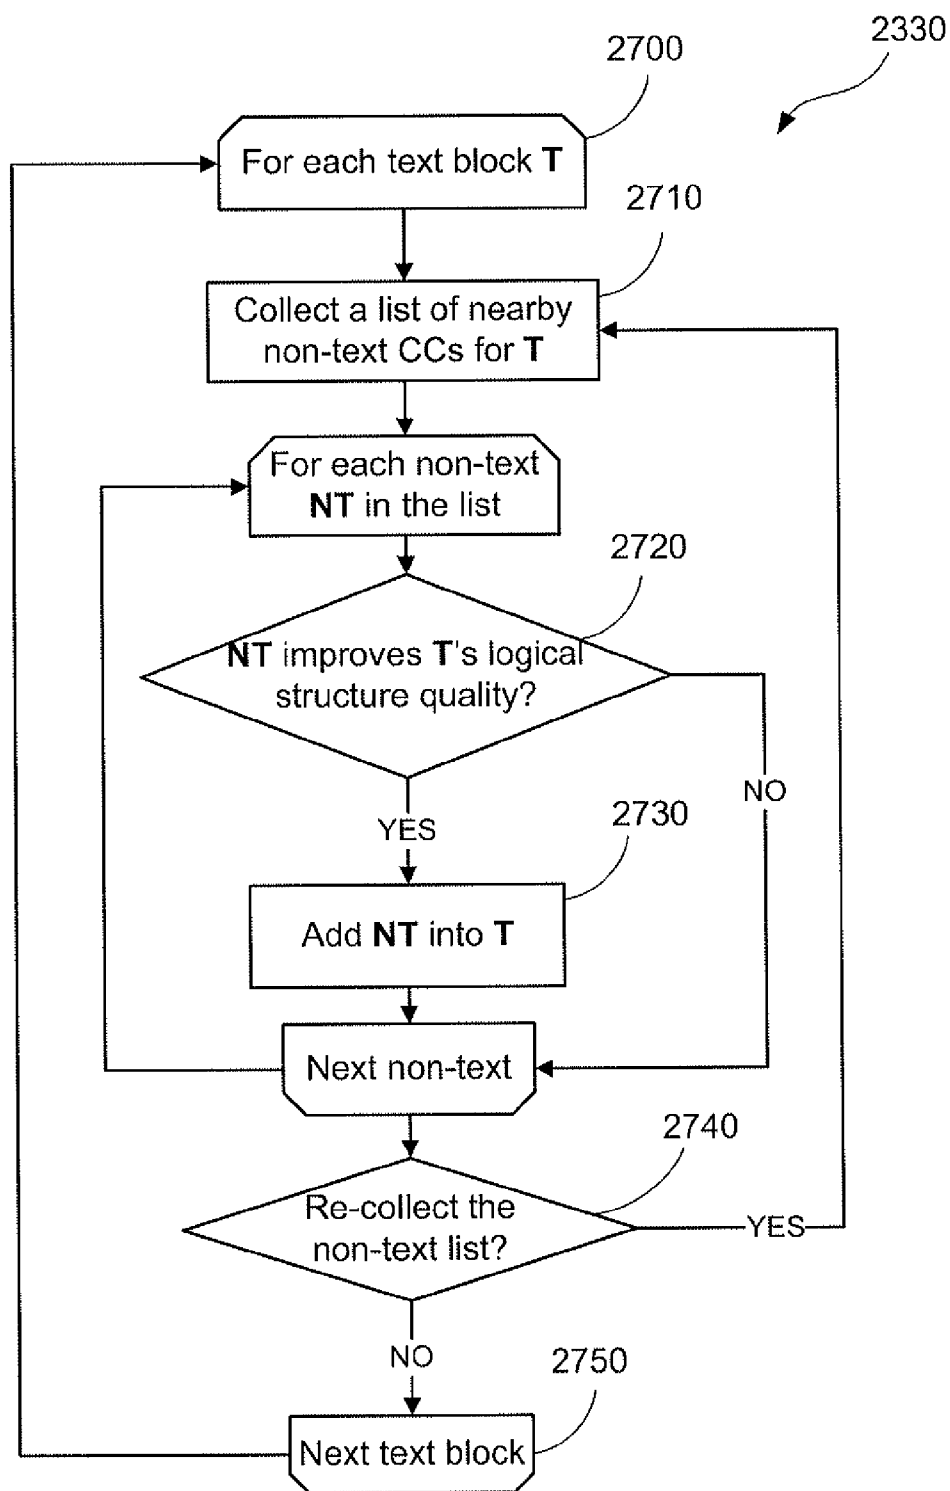 2330
2700
For each text block T
2710
Collect a list of nearby
non-text CCs for T
For each non-text
NT in the list
2720
NT improves T's logical
structure quality?
NO
YES
2730
Add NT into T
Next non-text
2740
Re-collect the
non-text list?
YES
NO
2750
Next text block